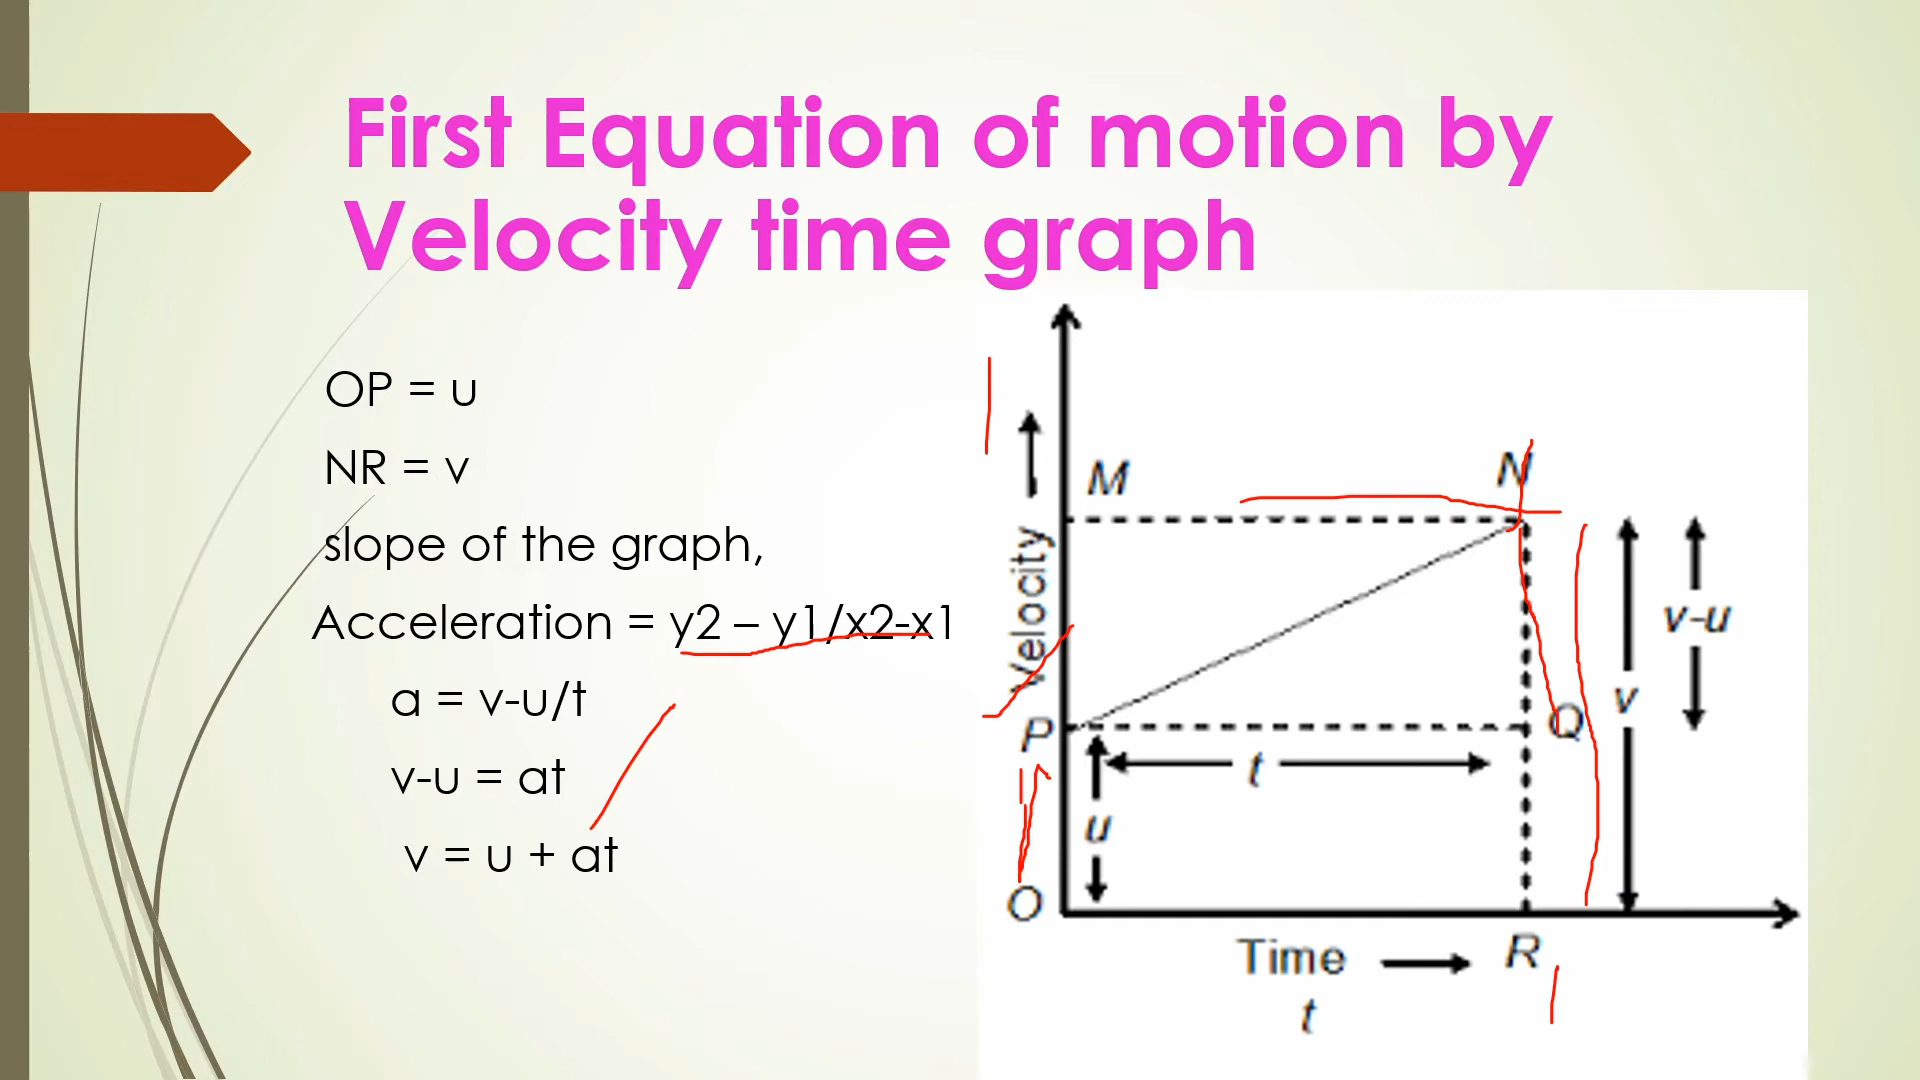 First Equation of motion by
Velocity time graph
OP = u
NR = v
slope of the graph,
Acceleration = y2 – y1/x2-x1
a = v-u/t
v-u = at
v = u + at
M
N
Velocity
v-u
v
P
Q
t
u
O
Time
R
t